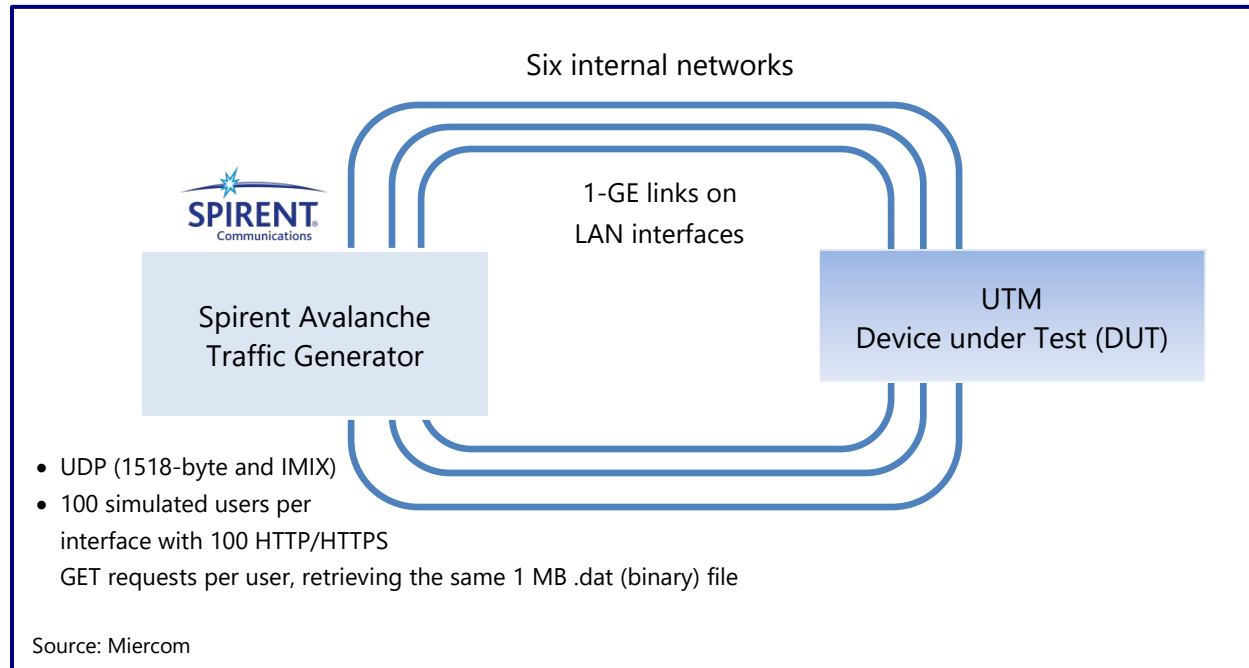 Six internal networks
SPIRENT®
Communications
1-GE links on
LAN interfaces
Spirent Avalanche
Traffic Generator
UTM
Device under Test (DUT)
• UDP (1518-byte and IMIX)
• 100 simulated users per
interface with 100 HTTP/HTTPS
GET requests per user, retrieving the same 1 MB .dat (binary) file
Source: Miercom